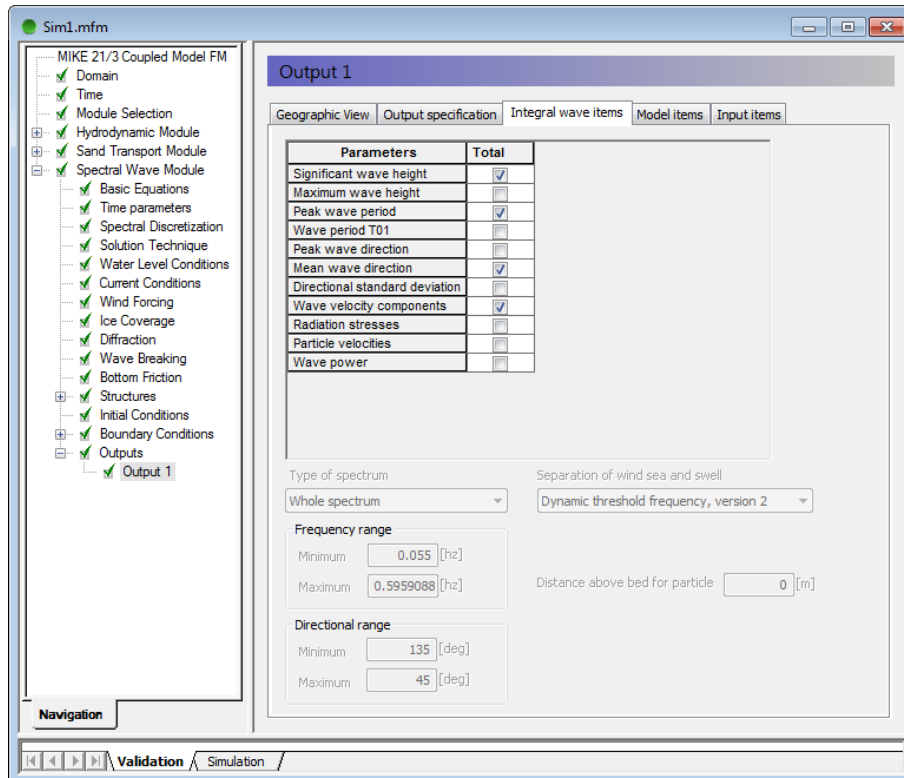 Sim1.mfm
MIKE 21/3 Coupled Model FM
Domain
Time
Module Selection
Hydrodynamic Module
Sand Transport Module
Spectral Wave Module
Basic Equations
Time parameters
Spectral Discretization
Solution Technique
Water Level Conditions
Current Conditions
Wind Forcing
Ice Coverage
Diffraction
Wave Breaking
Bottom Friction
Structures
Initial Conditions
Boundary Conditions
Outputs
Output 1
Navigation
Output 1
Geographic View Output specification Integral wave items Model items Input items
Parameters Total
Significant wave height
Maximum wave height
Peak wave period
Wave period T01
Peak wave direction
Mean wave direction
Directional standard deviation
Wave velocity components
Radiation stresses
Particle velocities
Wave power
Type of spectrum
Whole spectrum
Separation of wind sea and swell
Dynamic threshold frequency, version 2
Frequency range
Minimum 0.055 [hz]
Maximum 0.5959088 [hz]
Distance above bed for particle 0 [m]
Directional range
Minimum 135 [deg]
Maximum 45 [deg]
Validation Simulation